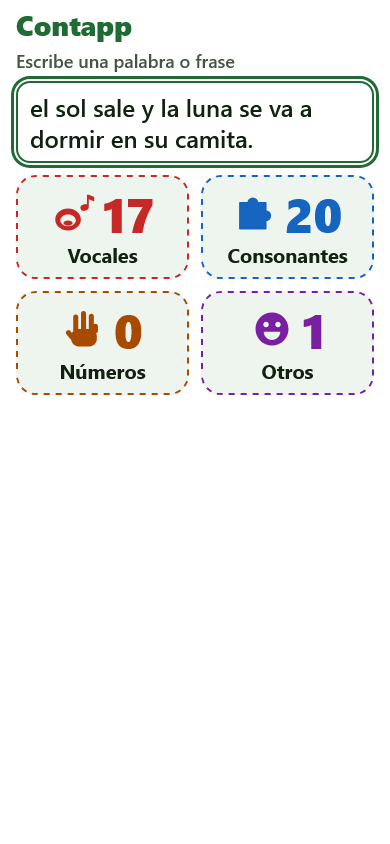 Contapp
Escribe una palabra o frase
el sol sale y la luna se va a
dormir en su camita.
17
Vocales
20
Consonantes
0
Números
1
Otros